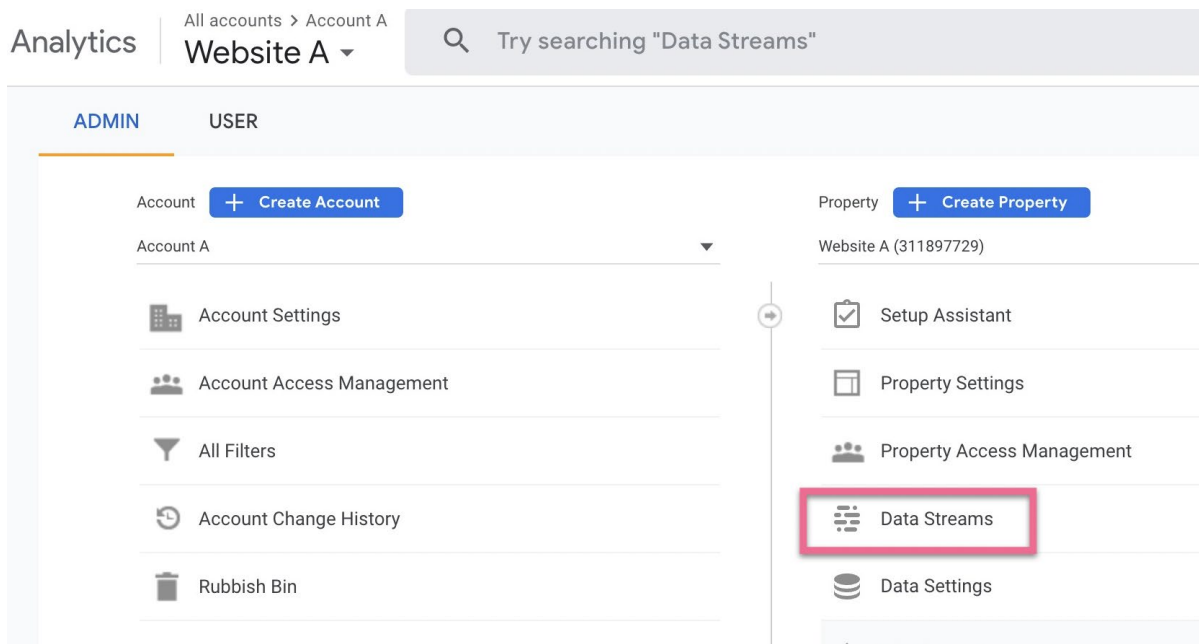 Analytics
All accounts > Account A
Website A
Try searching "Data Streams"
ADMIN
USER
Account
+ Create Account
Account A
Account Settings
Account Access Management
All Filters
Account Change History
Rubbish Bin
Property
+ Create Property
Website A (311897729)
Setup Assistant
Property Settings
Property Access Management
Data Streams
Data Settings